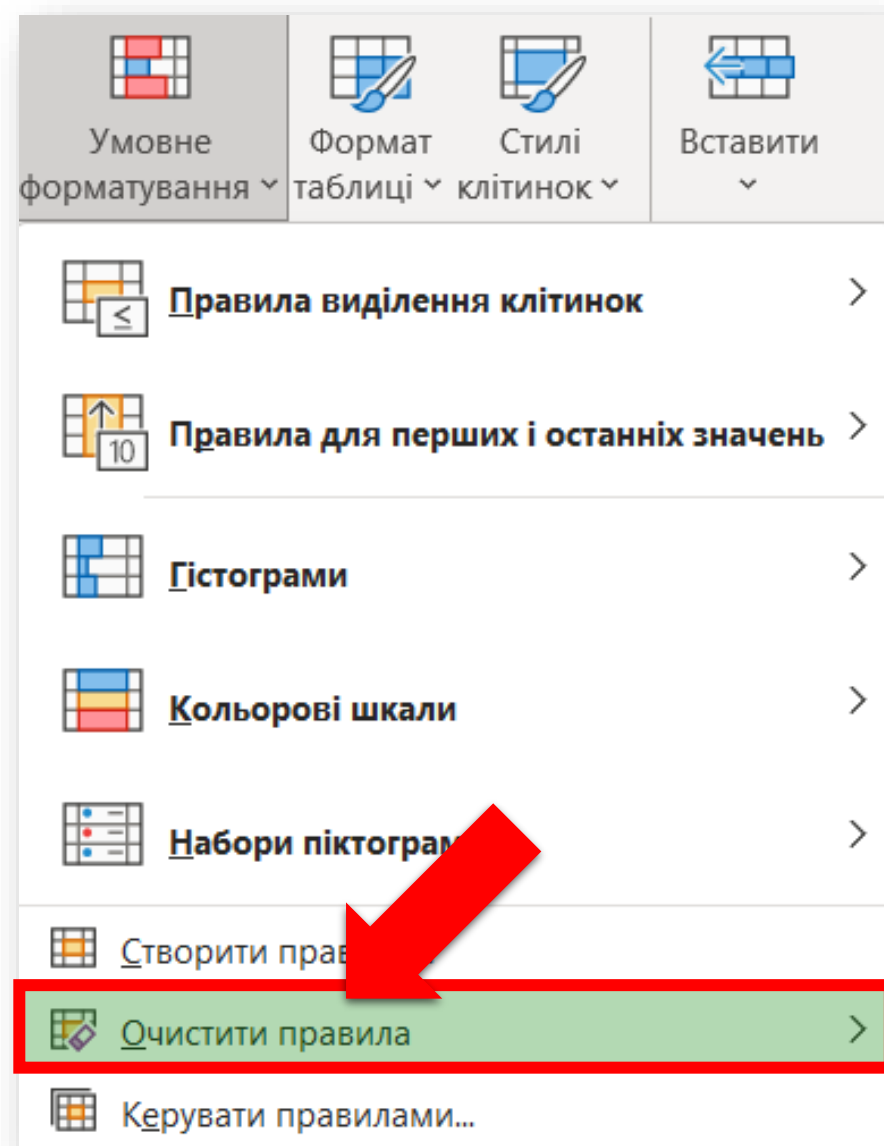 Умовне
форматування
Формат
таблиці
Стилі
клітинок
Вставити
≤
Правила виділення клітинок
10
Правила для перших і останніх значень
Гістограми
Кольорові шкали
Набори
Створити
Очистити правила
Керувати правилами...